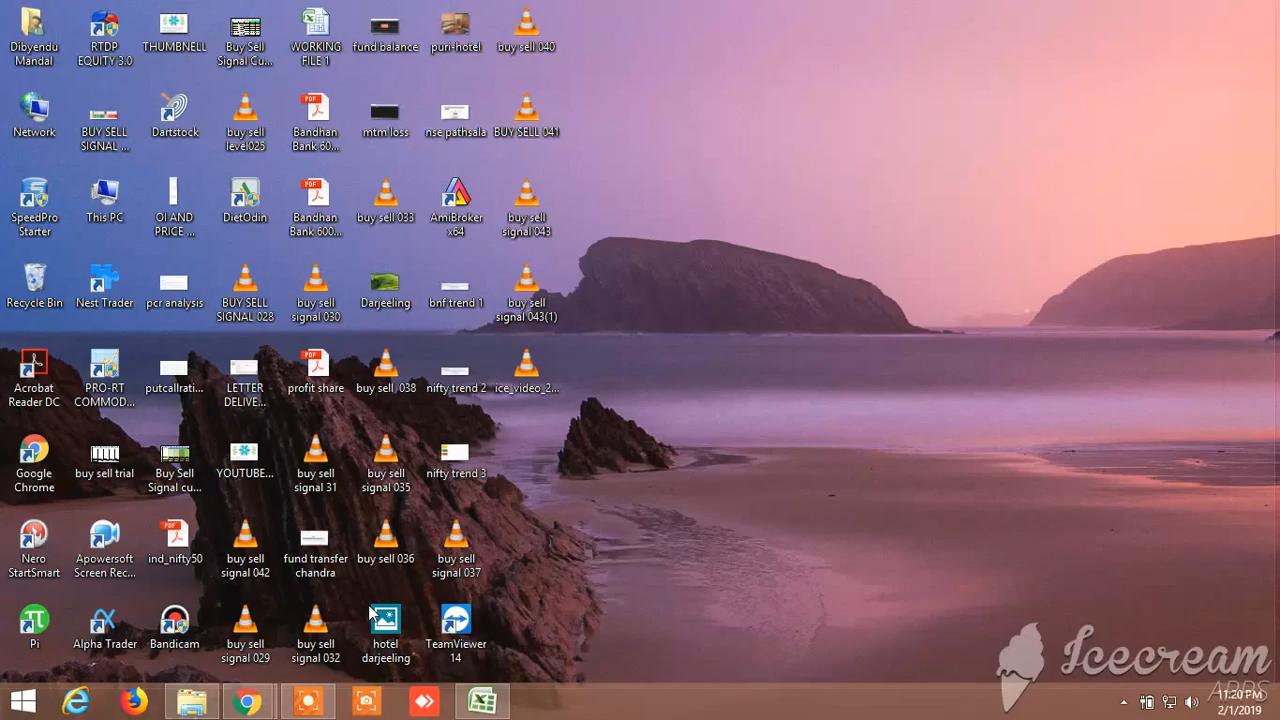 Dibyendu
Mandal
RTDP
EQUITY 3.0
THUMBNELL
Buy Sell
Signal Cu...
WORKING
FILE 1
fund balance
puri-hotel
buy sell 040
Network
BUY SELL
SIGNAL ...
Dartstock
buy sell
level025
Bandhan
Bank 60...
mtm loss
nse pathsala
BUY SELL 041
SpeedPro
Starter
This PC
OI AND
PRICE ...
DietOdin
Bandhan
Bank 600...
buy sell 033
AmiBroker
x64
buy sell
signal 043
Recycle Bin
Nest Trader
pcr analysis
BUY SELL
SIGNAL 028
buy sell
signal 030
Darjeeling
bnf trend 1
buy sell
signal 043(1)
Acrobat
Reader DC
PRO-RT
COMMOD...
putcallrati...
LETTER
DELIVE...
profit share
buy sell 038
nifty trend 2
ice_video_2...
Google
Chrome
buy sell trial
Buy Sell
Signal cu...
YOUTUBE...
buy sell
signal 31
buy sell
signal 035
nifty trend 3
Nero
StartSmart
Apowersoft
Screen Rec...
ind_nifty50
buy sell
signal 042
fund transfer
chandra
buy sell 036
buy sell
signal 037
Pi
Alpha Trader
Bandicam
buy sell
signal 029
buy sell
signal 032
hotel
darjeeling
TeamViewer
14
Icecream
APPS
11:20 PM
2/1/2019